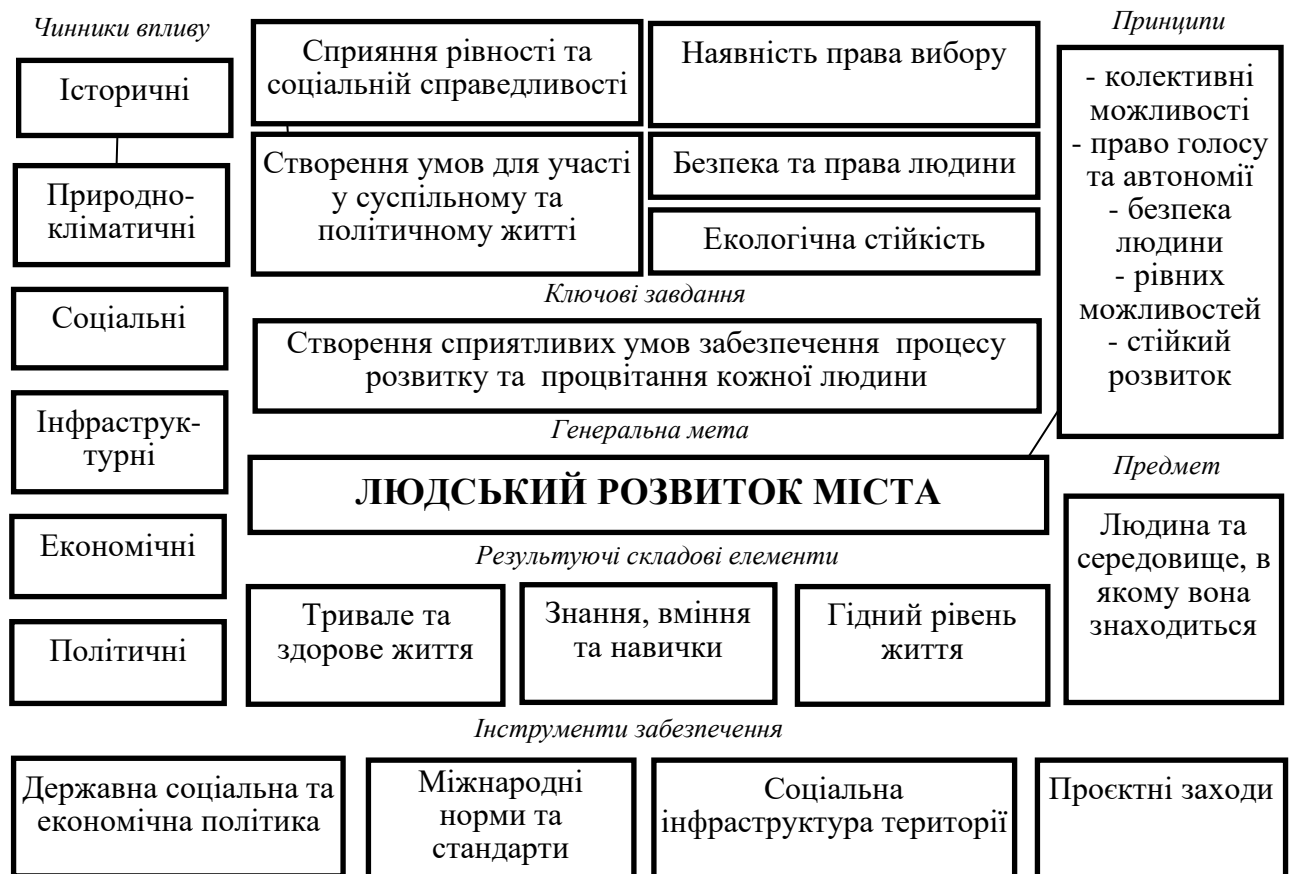 Чинники впливу
Історичні
Природно-
кліматичні
Соціальні
Інфраструк-
турні
Економічні
Політичні
Сприяння рівності та
соціальній справедливості
Наявність права вибору
Створення умов для участі
у суспільному та
політичному житті
Безпека та права людини
Екологічна стійкість
Ключові завдання
Створення сприятливих умов забезпечення процесу
розвитку та процвітання кожної людини
Генеральна мета
ЛЮДСЬКИЙ РОЗВИТОК МІСТА
Результуючі складові елементи
Тривале та
здорове життя
Знання, вміння
та навички
Гідний рівень
життя
Принципи
- колективні
можливості
- право голосу
та автономії
- безпека
людини
- рівних
можливостей
- стійкий
розвиток
Предмет
Людина та
середовище, в
якому вона
знаходиться
Інструменти забезпечення
Державна соціальна та
економічна політика
Міжнародні
норми та
стандарти
Соціальна
інфраструктура території
Проєктні заходи